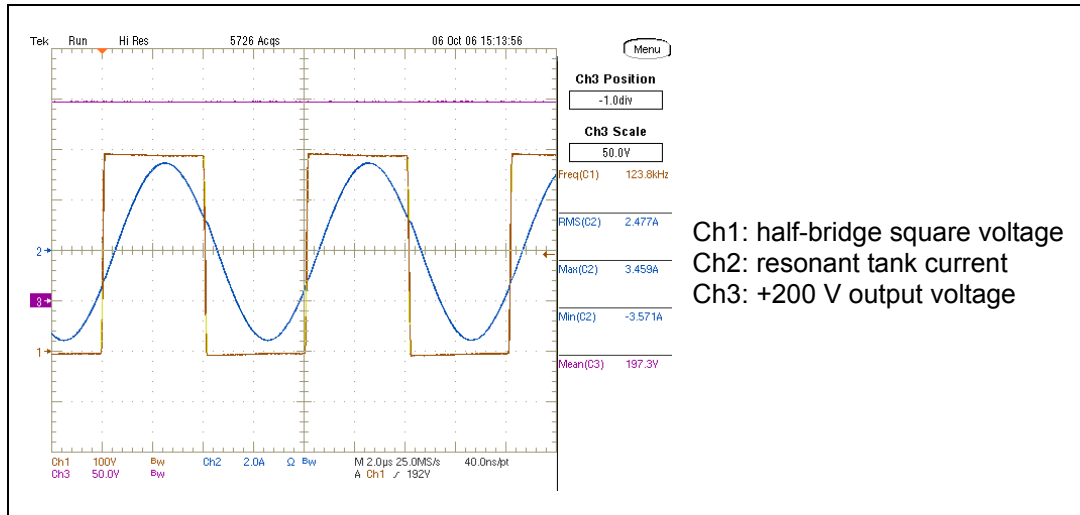 Tek Run Hi Res 5726 Acqs 06 Oct 06 15:13:56
Menu
Ch3 Position
-1.0div
Ch3 Scale
50.0V
Freq(C1) 123.8kHz
RMS(C2) 2.477A
Max(C2) 3.459A
Min(C2) -3.571A
Mean(C3) 197.3V
2
3
1
Ch1 100V Bw Ch2 2.0A Ω Bw M 2.0µs 25.0MS/s 40.0ns/pt
Ch3 50.0V Bw A Ch1 ∕ 192V
Ch1: half-bridge square voltage
Ch2: resonant tank current
Ch3: +200 V output voltage